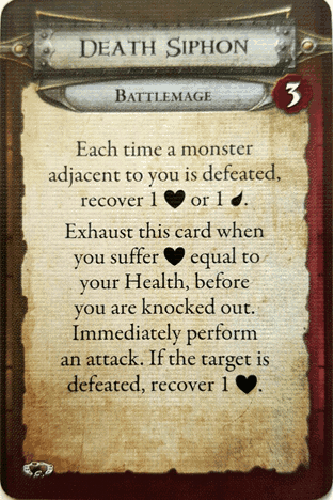 DEATH SIPHON
BATTLEMAGE
3
Each time a monster
adjacent to you is defeated,
recover 1 ♥ or 1 💧.
Exhaust this card when
you suffer ♥ equal to
your Health, before
you are knocked out.
Immediately perform
an attack. If the target is
defeated, recover 1 ♥.